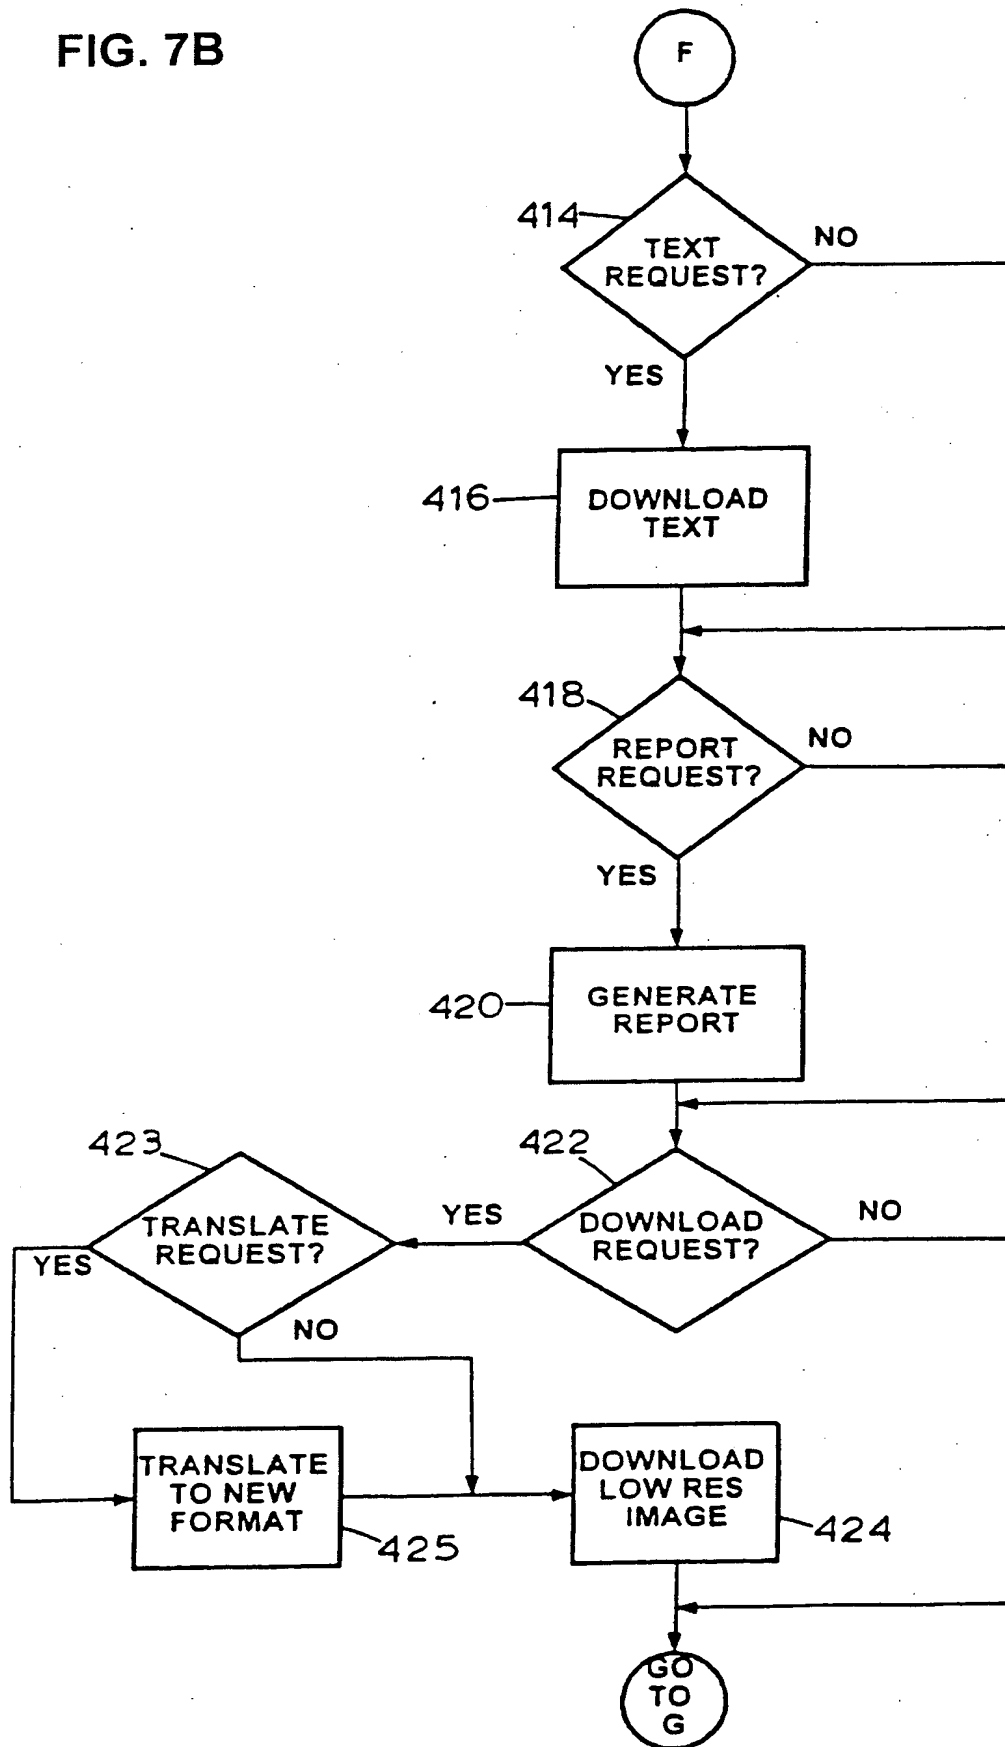 FIG. 7B
F
414
TEXT
REQUEST?
NO
YES
416
DOWNLOAD
TEXT
418
REPORT
REQUEST?
NO
YES
420
GENERATE
REPORT
423
422
TRANSLATE
REQUEST?
YES
DOWNLOAD
REQUEST?
NO
YES
NO
TRANSLATE
TO NEW
FORMAT
425
DOWNLOAD
LOW RES
IMAGE
424
GO
TO
G